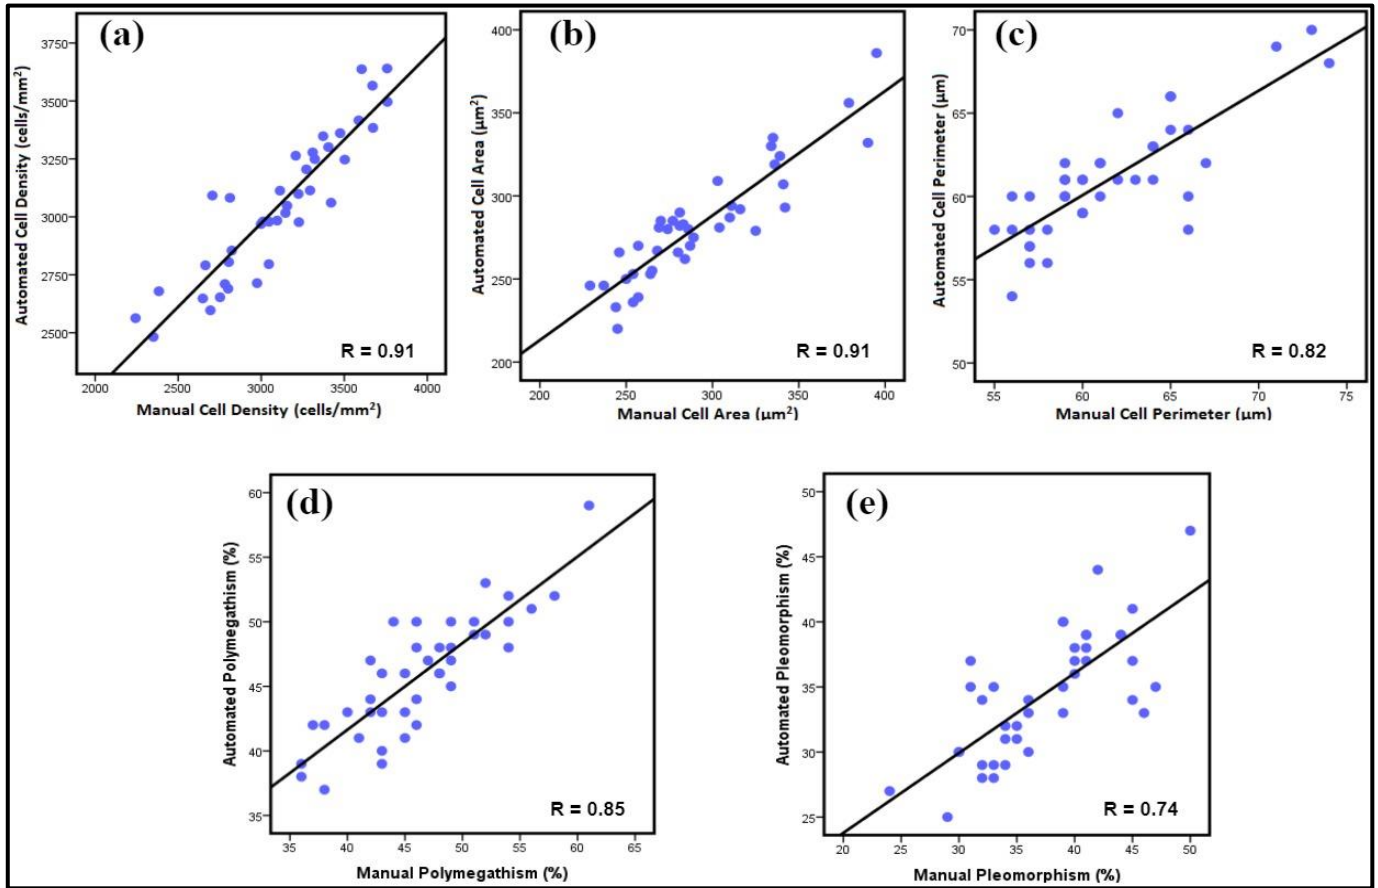 (a)
Automated Cell Density (cells/mm²)
3750
3500
3250
3000
2750
2500
R = 0.91
2000 2500 3000 3500 4000
Manual Cell Density (cells/mm²)
(b)
Automated Cell Area (µm²)
400
350
300
250
200
R = 0.91
200 250 300 350 400
Manual Cell Area (µm²)
(c)
Automated Cell Perimeter (µm)
70
65
60
55
50
R = 0.82
55 60 65 70 75
Manual Cell Perimeter (µm)
(d)
Automated Polymegathism (%)
60
55
50
45
40
35
R = 0.85
35 40 45 50 55 60 65
Manual Polymegathism (%)
(e)
Automated Pleomorphism (%)
50
45
40
35
30
25
R = 0.74
20 25 30 35 40 45 50
Manual Pleomorphism (%)